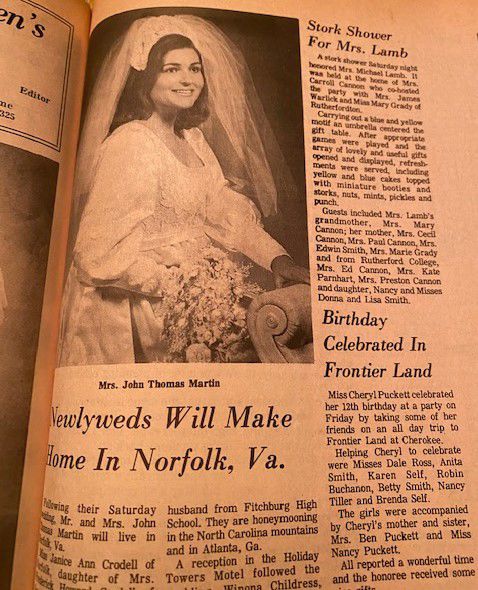 en's
Editor
me
325
Mrs. John Thomas Martin
Newlyweds Will Make
Home In Norfolk, Va.
Following their Saturday
Mr. and Mrs. John
Martin will live in
Va.
Janice Ann Crodell of
daughter of Mrs.
husband from Fitchburg High
School. They are honeymooning
in the North Carolina mountains
and in Atlanta, Ga.
A reception in the Holiday
Towers Motel followed the
Winona Childress,
Stork Shower
For Mrs. Lamb
A stork shower Saturday night
honored Mrs. Michael Lamb. It
was held at the home of Mrs.
Carroll Cannon who co-hosted
the party with Mrs. James
Warlick and Miss Mary Grady of
Rutherfordton.
Carrying out a blue and yellow
motif an umbrella centered the
gift table. After appropriate
games were played and the
array of lovely and useful gifts
opened and displayed, refresh-
ments were served, including
yellow and blue cakes topped
with miniature booties and
storks, nuts, mints, pickles and
punch.
Guests included Mrs. Lamb's
grandmother, Mrs. Mary
Cannon; her mother, Mrs. Cecil
Cannon, Mrs. Paul Cannon, Mrs.
Edwin Smith, Mrs. Marie Grady
and from Rutherford College,
Mrs. Ed Cannon, Mrs. Kate
Parnhart, Mrs. Preston Cannon
and daughter, Nancy and Misses
Donna and Lisa Smith.
Birthday
Celebrated In
Frontier Land
Miss Cheryl Puckett celebrated
her 12th birthday at a party on
Friday by taking some of her
friends on an all day trip to
Frontier Land at Cherokee.
Helping Cheryl to celebrate
were Misses Dale Ross, Anita
Smith, Karen Self, Robin
Buchanon, Betty Smith, Nancy
Tiller and Brenda Self.
The girls were accompanied
by Cheryl's mother and sister,
Mrs. Ben Puckett and Miss
Nancy Puckett.
All reported a wonderful time
and the honoree received some